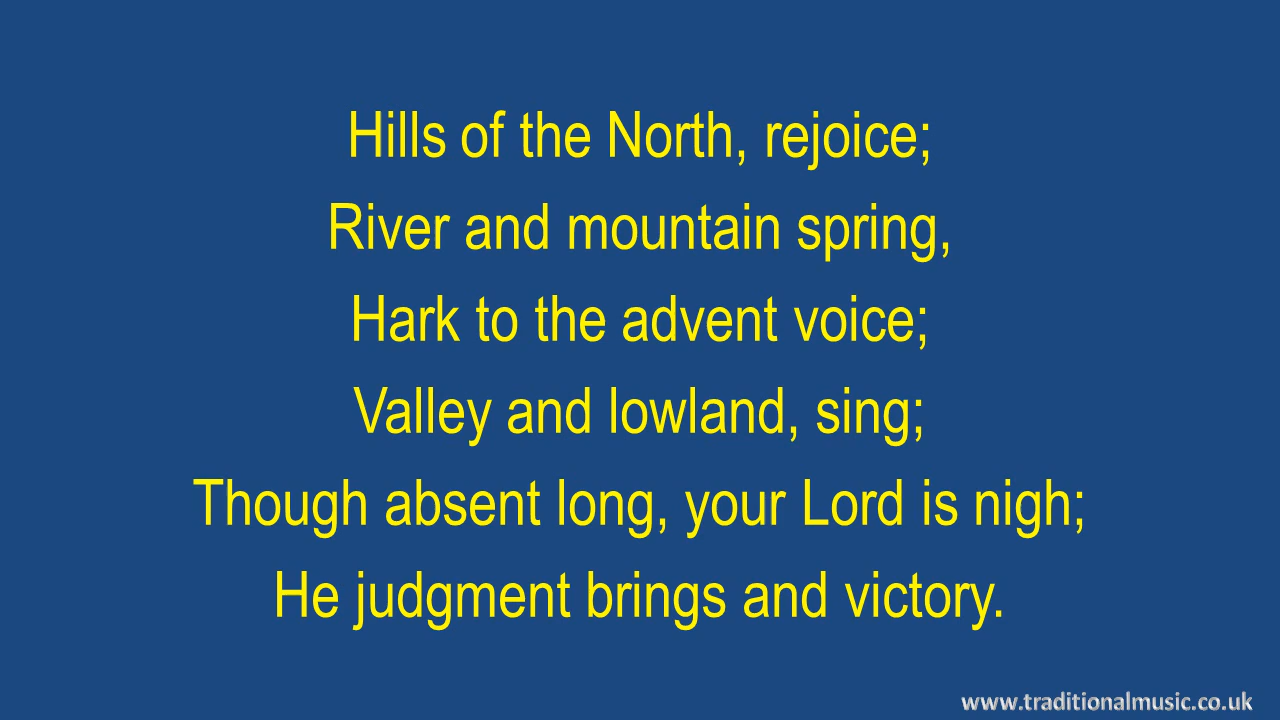 Hills of the North, rejoice;
River and mountain spring,
Hark to the advent voice;
Valley and lowland, sing;
Though absent long, your Lord is nigh;
He judgment brings and victory.
www.traditionalmusic.co.uk